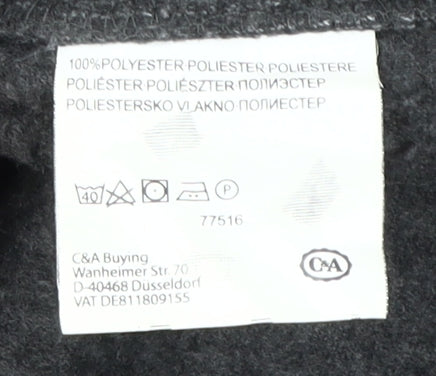 100%POLYESTER POLIESTER POLIESTERE
POLIÉSTER POLIÉSZTER ПОЛИЭСТЕР
POLIESTERSKO VLAKNO ПОЛИЕСТЕР
40 P
77516
C&A Buying
Wanheimer Str. 70
D-40468 Dusseldorf
VAT DE811809155
C&A